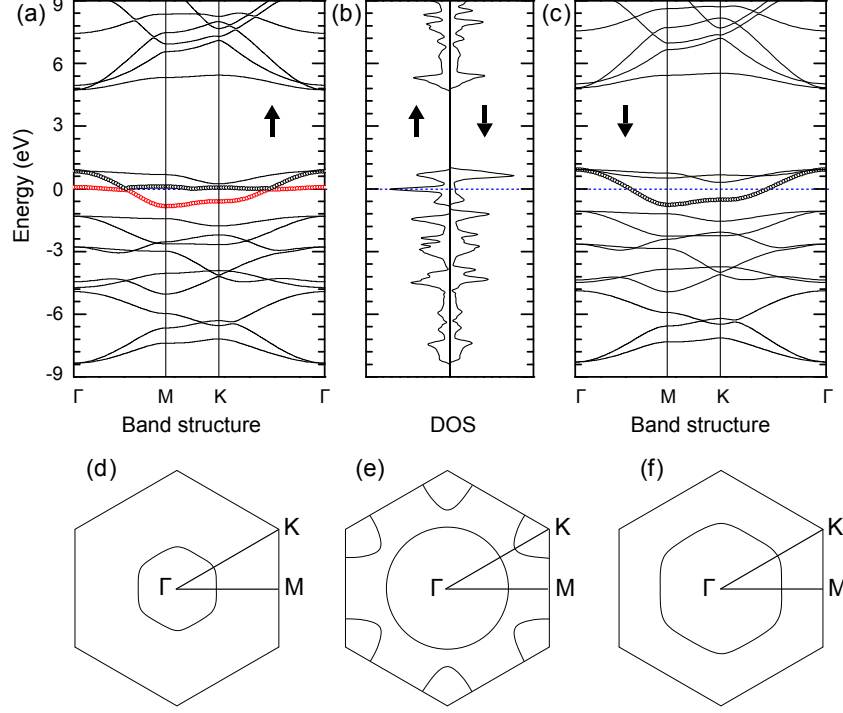 (a)
(b)
(c)
9
6
3
0
-3
-6
-9
Energy (eV)
Γ
M
K
Γ
Γ
M
K
Γ
Band structure
DOS
Band structure
(d)
(e)
(f)
K
K
K
Γ
M
Γ
M
Γ
M